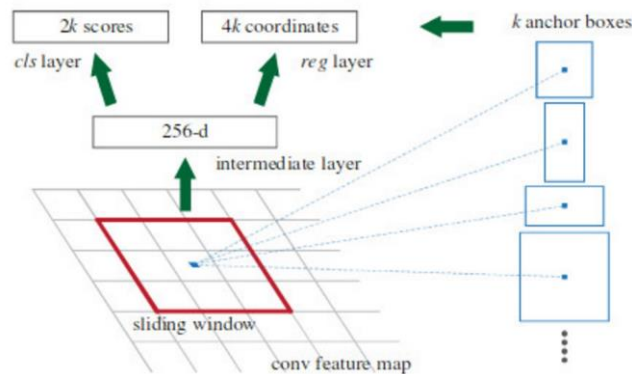 2k scores
4k coordinates
k anchor boxes
cls layer
reg layer
256-d
intermediate layer
sliding window
conv feature map